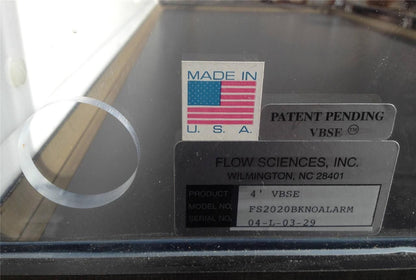 MADE IN
U. S. A.
PATENT PENDING
VBSE TM
FLOW SCIENCES, INC.
WILMINGTON, NC 28401
PRODUCT 4' VBSE
MODEL NO. FS2020BKNOALARM
SERIAL NO. 04-L-03-29